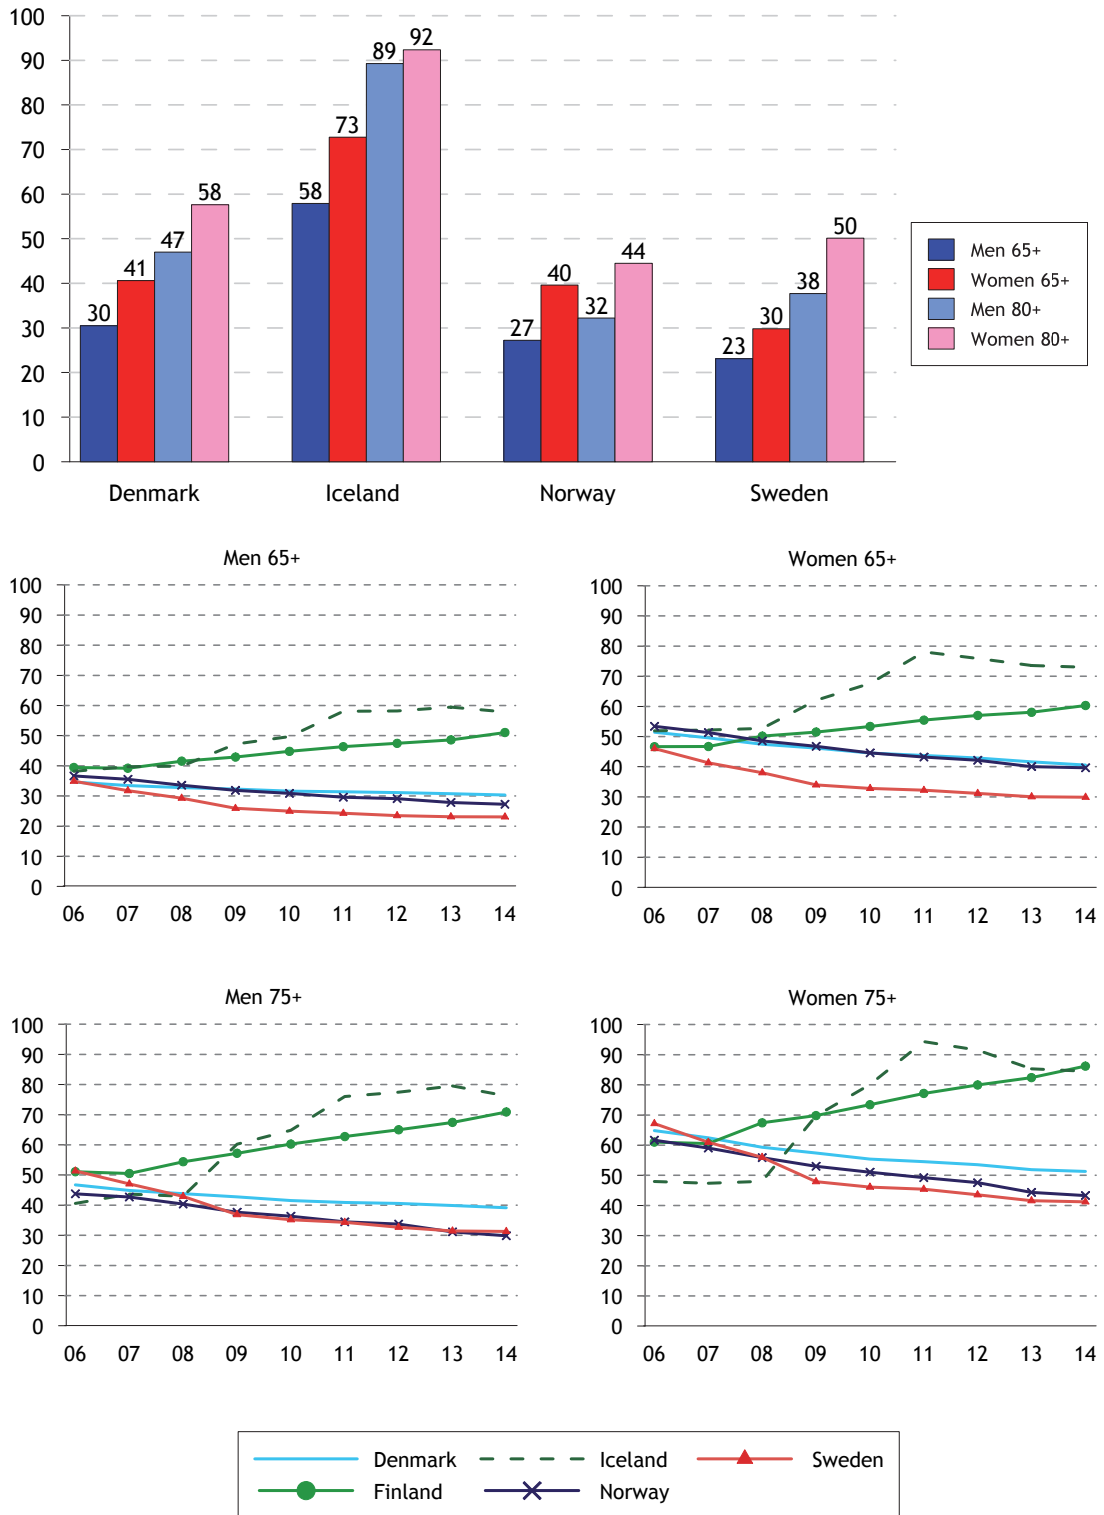 100
90
80
70
60
50
40
30
20
10
0
30 41 47 58
58 73 89 92
27 40 32 44
23 30 38 50
Denmark Iceland Norway Sweden
Men 65+
Women 65+
Men 80+
Women 80+
Men 65+
100
90
80
70
60
50
40
30
20
10
0
06 07 08 09 10 11 12 13 14
Women 65+
100
90
80
70
60
50
40
30
20
10
0
06 07 08 09 10 11 12 13 14
Men 75+
100
90
80
70
60
50
40
30
20
10
0
06 07 08 09 10 11 12 13 14
Women 75+
100
90
80
70
60
50
40
30
20
10
0
06 07 08 09 10 11 12 13 14
Denmark Iceland Sweden
Finland Norway